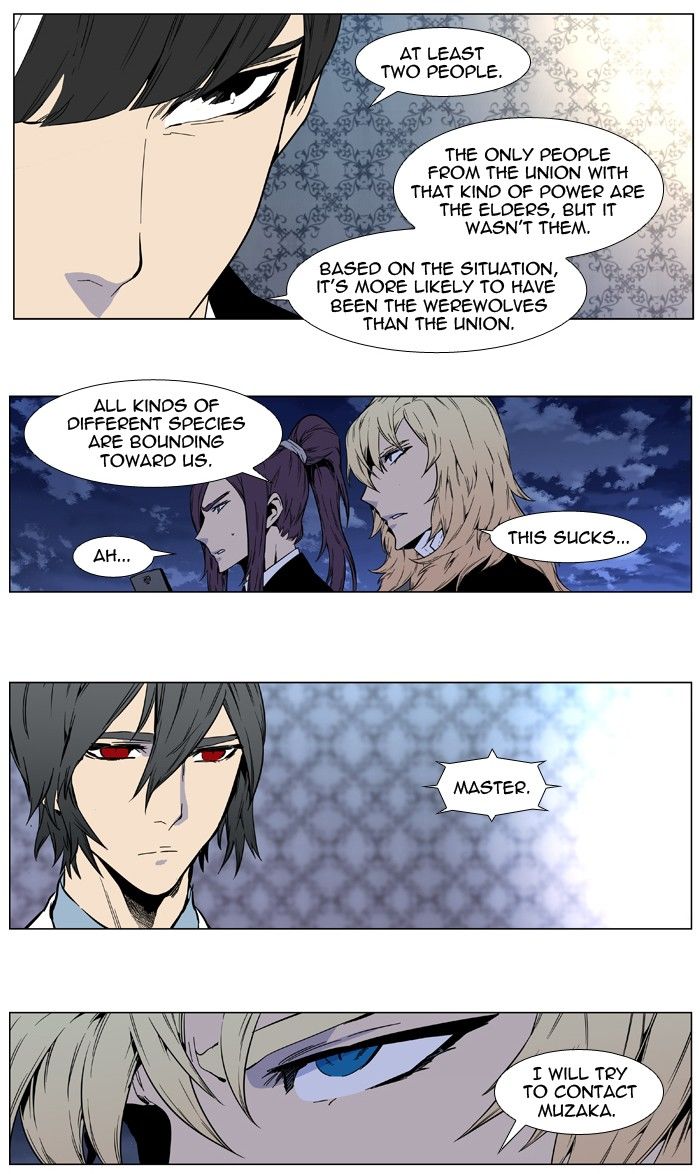 AT LEAST
TWO PEOPLE.
THE ONLY PEOPLE
FROM THE UNION WITH
THAT KIND OF POWER ARE
THE ELDERS, BUT IT
WASN'T THEM.
BASED ON THE SITUATION,
IT'S MORE LIKELY TO HAVE
BEEN THE WEREWOLVES
THAN THE UNION.
ALL KINDS OF
DIFFERENT SPECIES
ARE BOUNDING
TOWARD US.
AH...
THIS SUCKS...
MASTER.
I WILL TRY
TO CONTACT
MUZAKA.